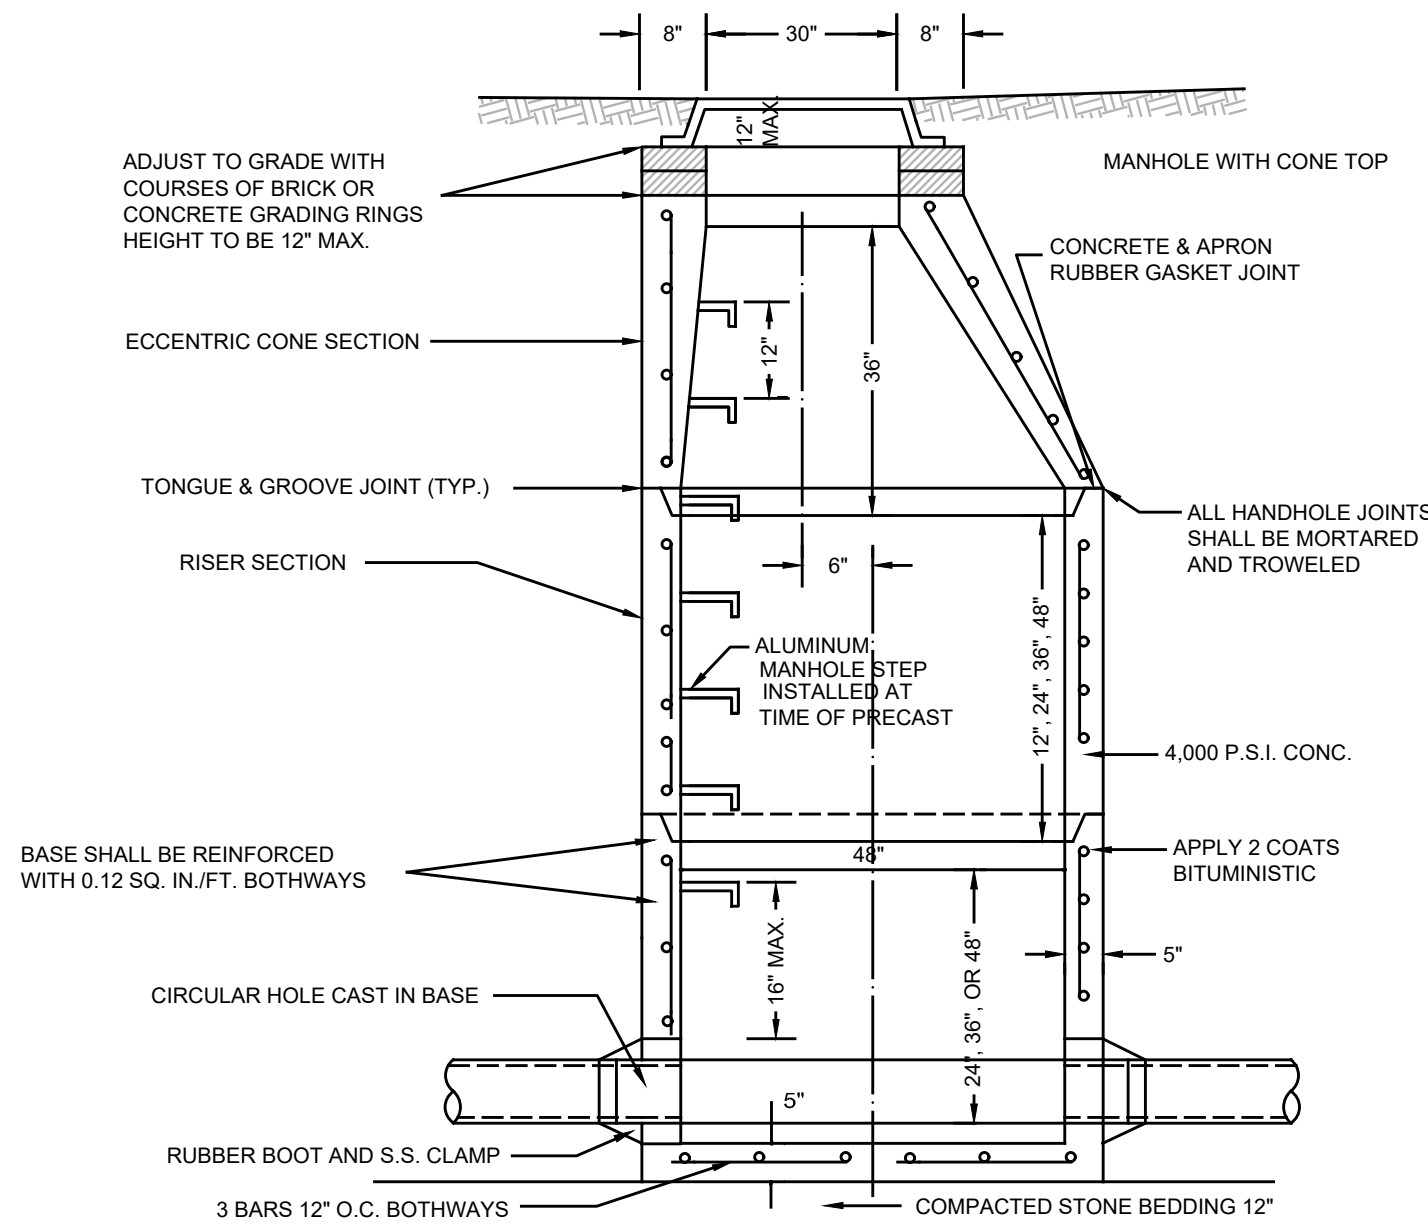 8" 30" 8"
12"
MAX.
ADJUST TO GRADE WITH
COURSES OF BRICK OR
CONCRETE GRADING RINGS
HEIGHT TO BE 12" MAX.
MANHOLE WITH CONE TOP
CONCRETE & APRON
RUBBER GASKET JOINT
ECCENTRIC CONE SECTION
12"
36"
TONGUE & GROOVE JOINT (TYP.)
ALL HANDHOLE JOINTS
SHALL BE MORTARED
AND TROWELED
RISER SECTION
6"
ALUMINUM
MANHOLE STEP
INSTALLED AT
TIME OF PRECAST
12", 24", 36", 48"
4,000 P.S.I. CONC.
BASE SHALL BE REINFORCED
WITH 0.12 SQ. IN./FT. BOTHWAYS
48"
APPLY 2 COATS
BITUMINISTIC
16" MAX.
24", 36", OR 48"
5"
CIRCULAR HOLE CAST IN BASE
5"
RUBBER BOOT AND S.S. CLAMP
3 BARS 12" O.C. BOTHWAYS
COMPACTED STONE BEDDING 12"